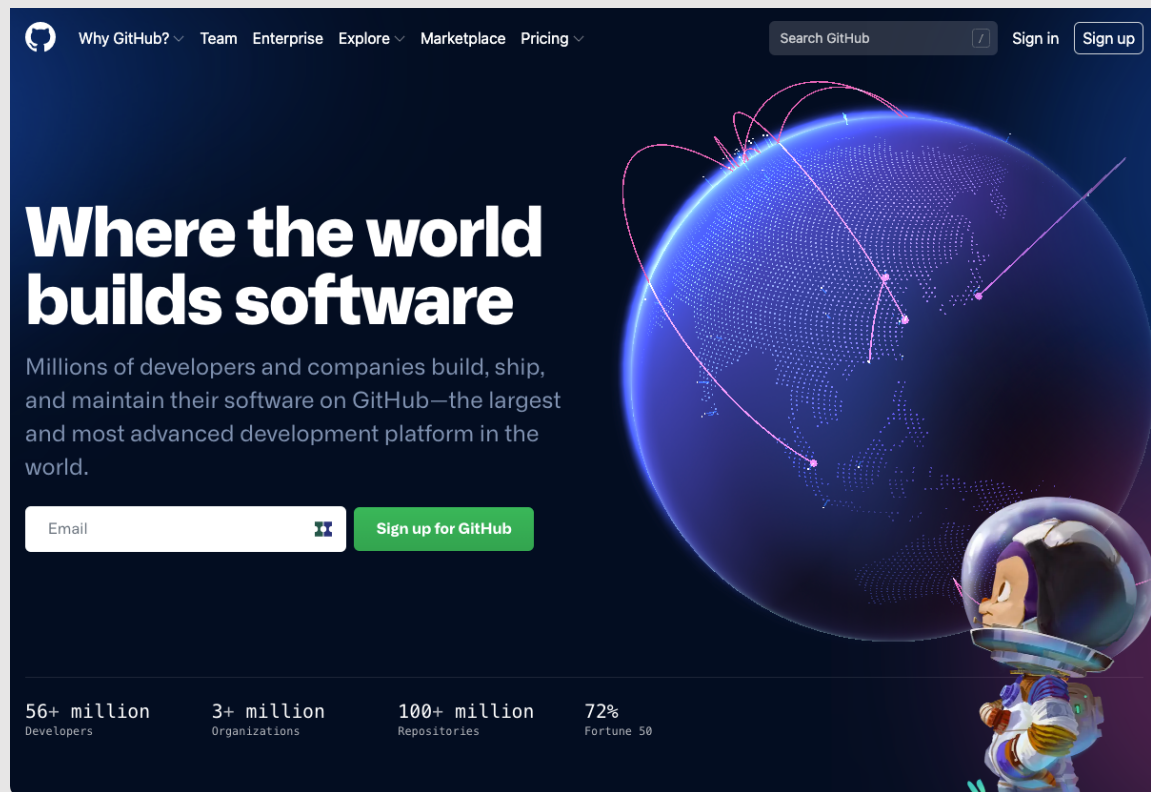 Why GitHub? Team Enterprise Explore Marketplace Pricing Search GitHub / Sign in Sign up
Where the world
builds software
Millions of developers and companies build, ship,
and maintain their software on GitHub—the largest
and most advanced development platform in the
world.
Email Sign up for GitHub
56+ million 3+ million 100+ million 72%
Developers Organizations Repositories Fortune 50